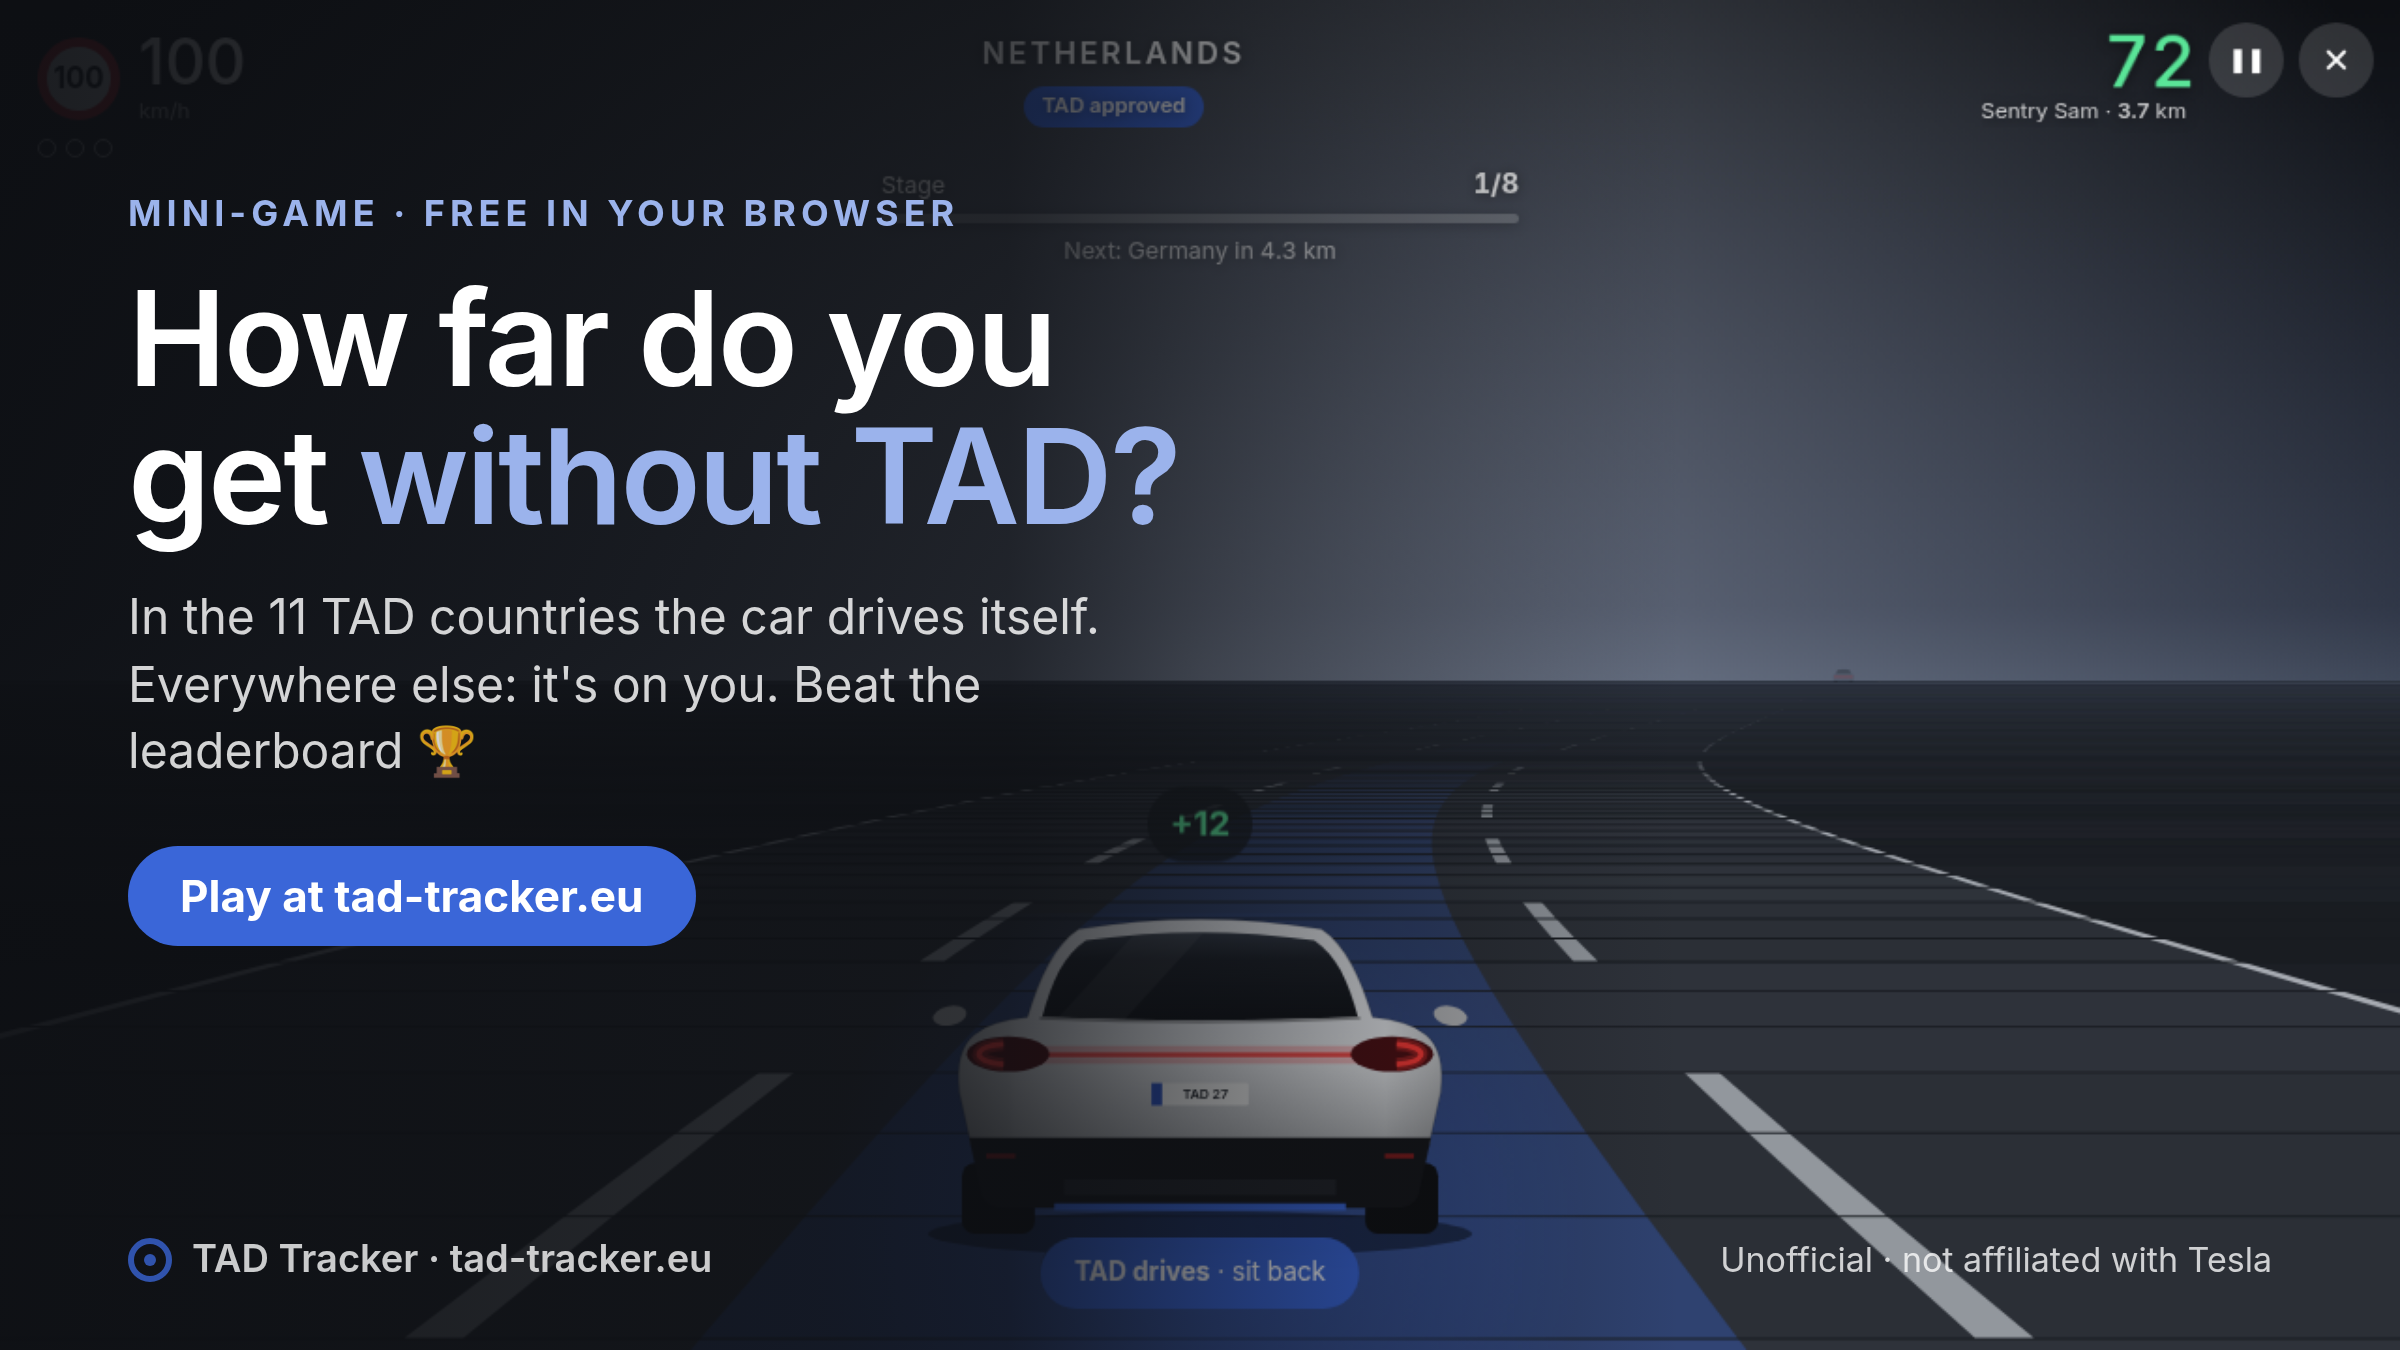 100
100
km/h
NETHERLANDS
TAD approved
72
Sentry Sam · 3.7 km
Stage
1/8
Next: Germany in 4.3 km
MINI-GAME · FREE IN YOUR BROWSER
How far do you
get without TAD?
In the 11 TAD countries the car drives itself.
Everywhere else: it's on you. Beat the
leaderboard 🏆
+12
Play at tad-tracker.eu
TAD 27
TAD Tracker · tad-tracker.eu
TAD drives · sit back
Unofficial · not affiliated with Tesla